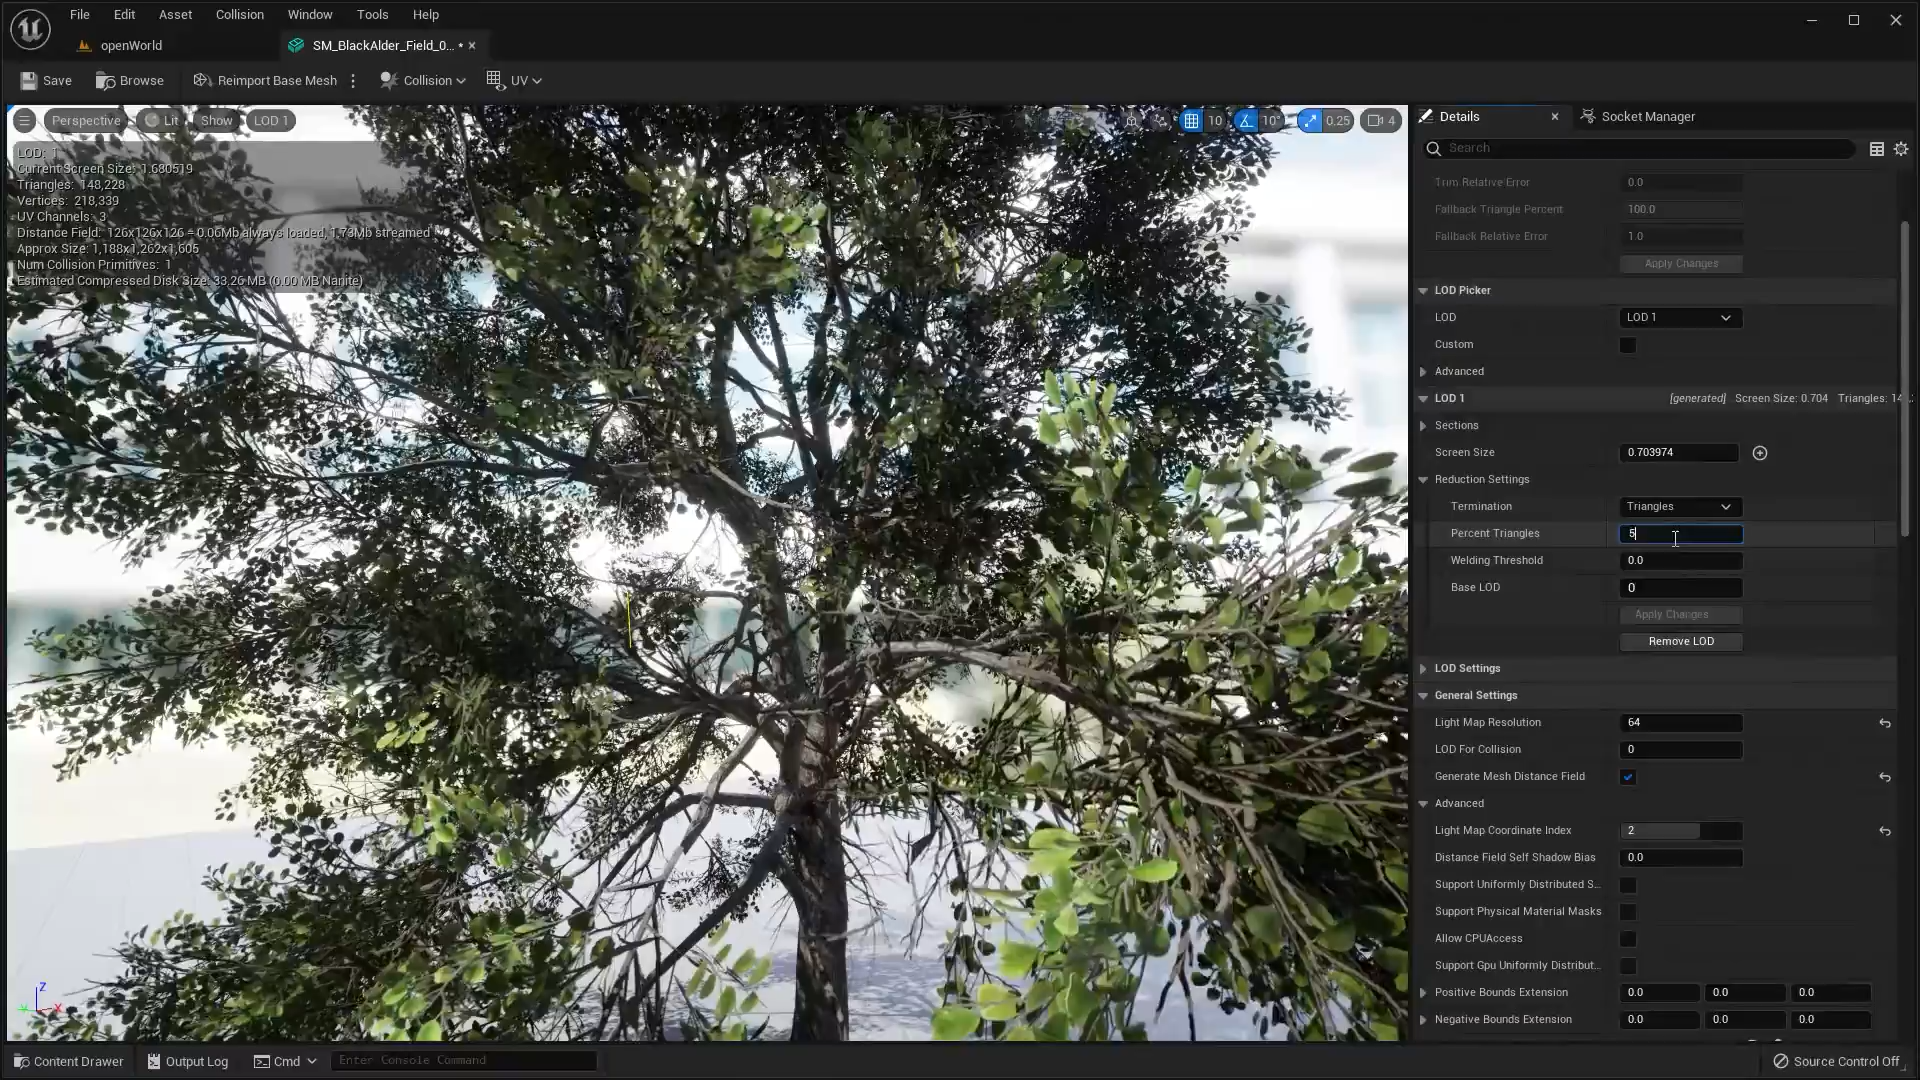 File Edit Asset Collision Window Tools Help
openWorld
SM_BlackAlder_Field_0... •
Save Browse Reimport Base Mesh Collision UV
Perspective Lit Show LOD 1
10 10° 0.25 4
LOD: 1
Current Screen Size: 1.680519
Triangles: 148,228
Vertices: 218,339
UV Channels: 3
Distance Field: 126x126x126 = 0.06Mb always loaded, 1.73Mb streamed
Approx Size: 1,188x1,262x1,605
Num Collision Primitives: 1
Estimated Compressed Disk Size: 33.26 MB (0.00 MB Nanite)
Z
X
Details
Socket Manager
Search
Trim Relative Error 0.0
Fallback Triangle Percent 100.0
Fallback Relative Error 1.0
Apply Changes
LOD Picker
LOD LOD 1
Custom
Advanced
LOD 1 [generated] Screen Size: 0.704 Triangles:
Sections
Screen Size 0.703974
Reduction Settings
Termination Triangles
Percent Triangles 5
Welding Threshold 0.0
Base LOD 0
Apply Changes
Remove LOD
LOD Settings
General Settings
Light Map Resolution 64
LOD For Collision 0
Generate Mesh Distance Field
Advanced
Light Map Coordinate Index 2
Distance Field Self Shadow Bias 0.0
Support Uniformly Distributed S...
Support Physical Material Masks
Allow CPUAccess
Support Gpu Uniformly Distribut...
Positive Bounds Extension 0.0 0.0 0.0
Negative Bounds Extension 0.0 0.0 0.0
Content Drawer Output Log Cmd Enter Console Command
Source Control Off